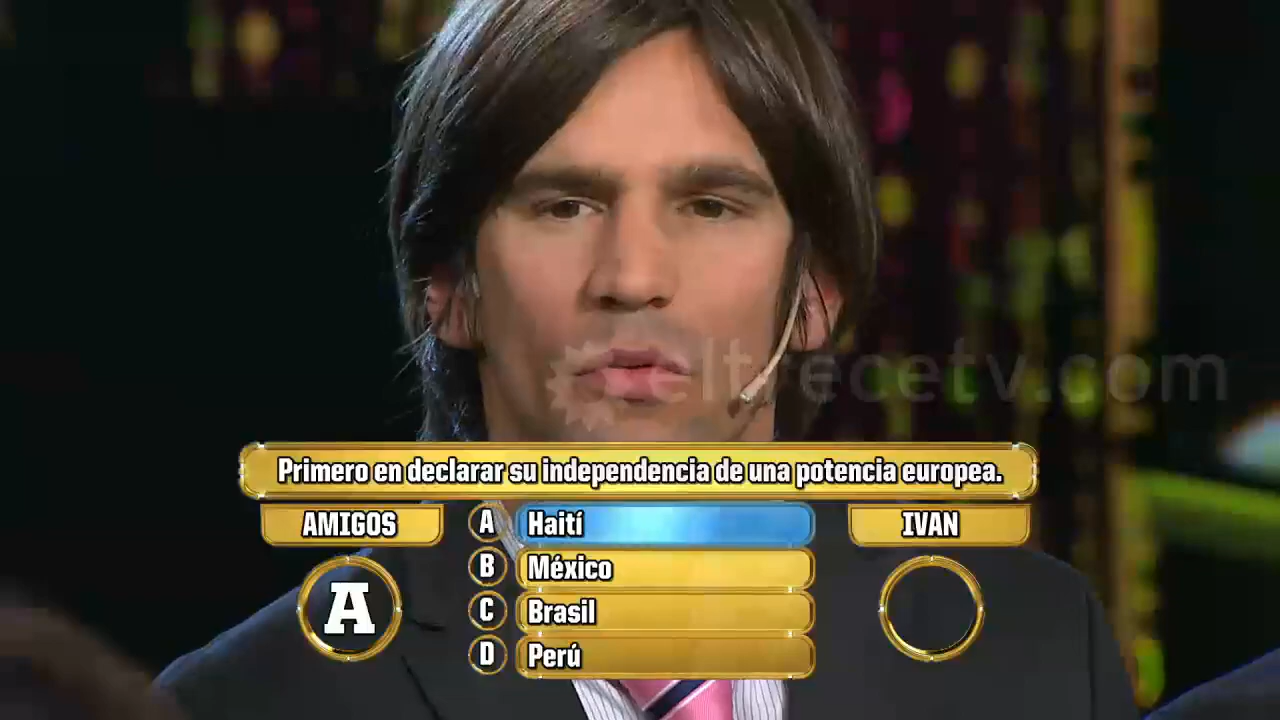 eltrecetv.com
Primero en declarar su independencia de una potencia europea.
AMIGOS
A Haití
IVAN
B México
A
C Brasil
D Perú